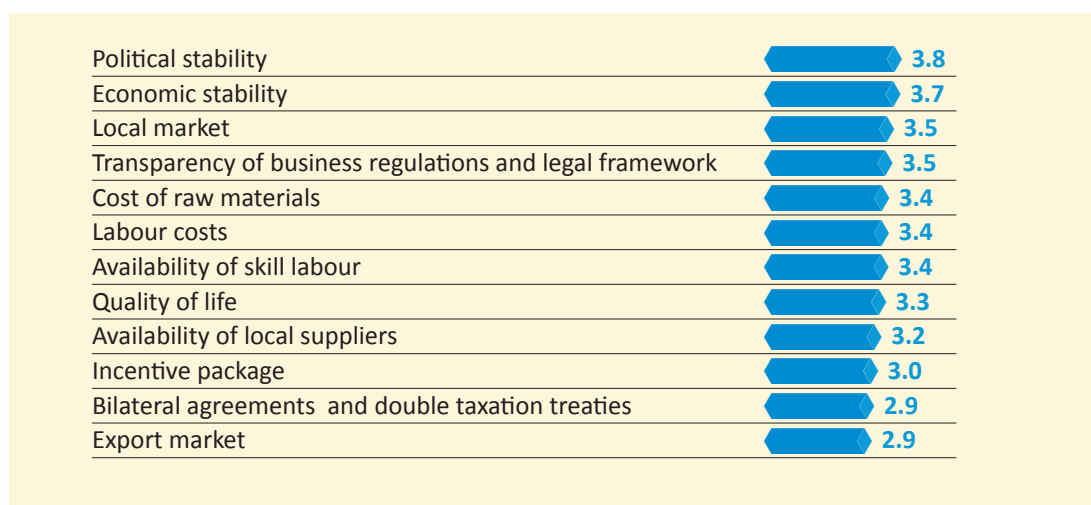 Political stability 3.8
Economic stability 3.7
Local market 3.5
Transparency of business regulations and legal framework 3.5
Cost of raw materials 3.4
Labour costs 3.4
Availability of skill labour 3.4
Quality of life 3.3
Availability of local suppliers 3.2
Incentive package 3.0
Bilateral agreements and double taxation treaties 2.9
Export market 2.9